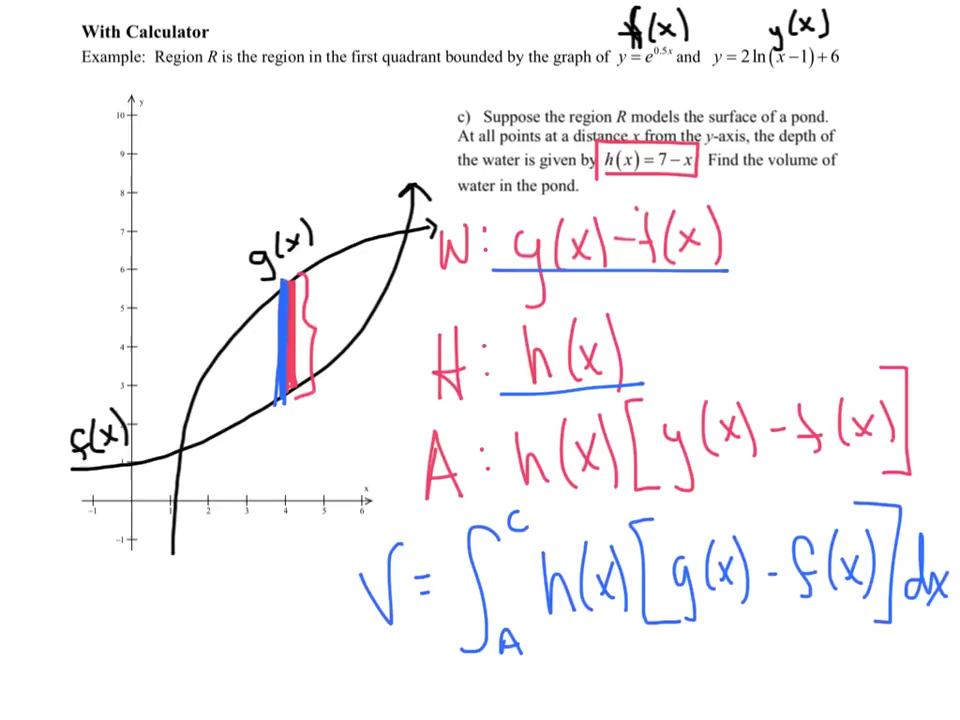 With Calculator
f(x) g(x)
Example: Region R is the region in the first quadrant bounded by the graph of y = e^{0.5x} and y = 2 ln(x − 1) + 6
c) Suppose the region R models the surface of a pond.
At all points at a distance x from the y-axis, the depth of
the water is given by h(x) = 7 − x Find the volume of
water in the pond.
y
10
9
8
7
6
5
4
3
1
-1
-1
1
2
3
4
5
6
x
g(x)
f(x)
W: g(x) - f(x)
H: h(x)
A: h(x)[g(x) - f(x)]
V = ∫_A^C h(x)[g(x) - f(x)]dx